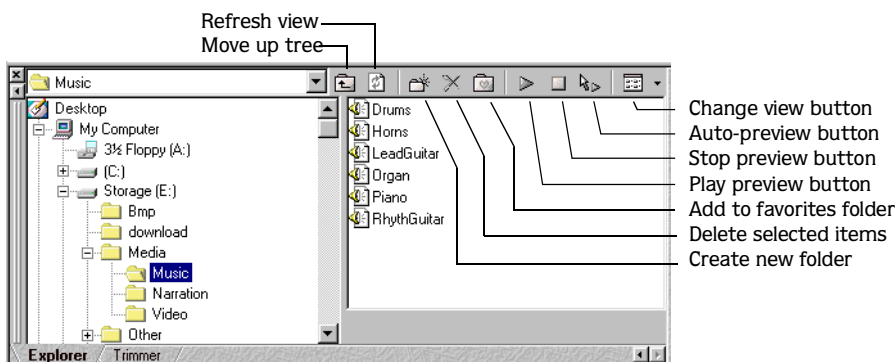 Refresh view
Move up tree
Music
Desktop
My Computer
3½ Floppy (A:)
(C:)
Storage (E:)
Bmp
download
Media
Music
Narration
Video
Other
Explorer
Trimmer
Drums
Horns
LeadGuitar
Organ
Piano
RhythGuitar
Change view button
Auto-preview button
Stop preview button
Play preview button
Add to favorites folder
Delete selected items
Create new folder